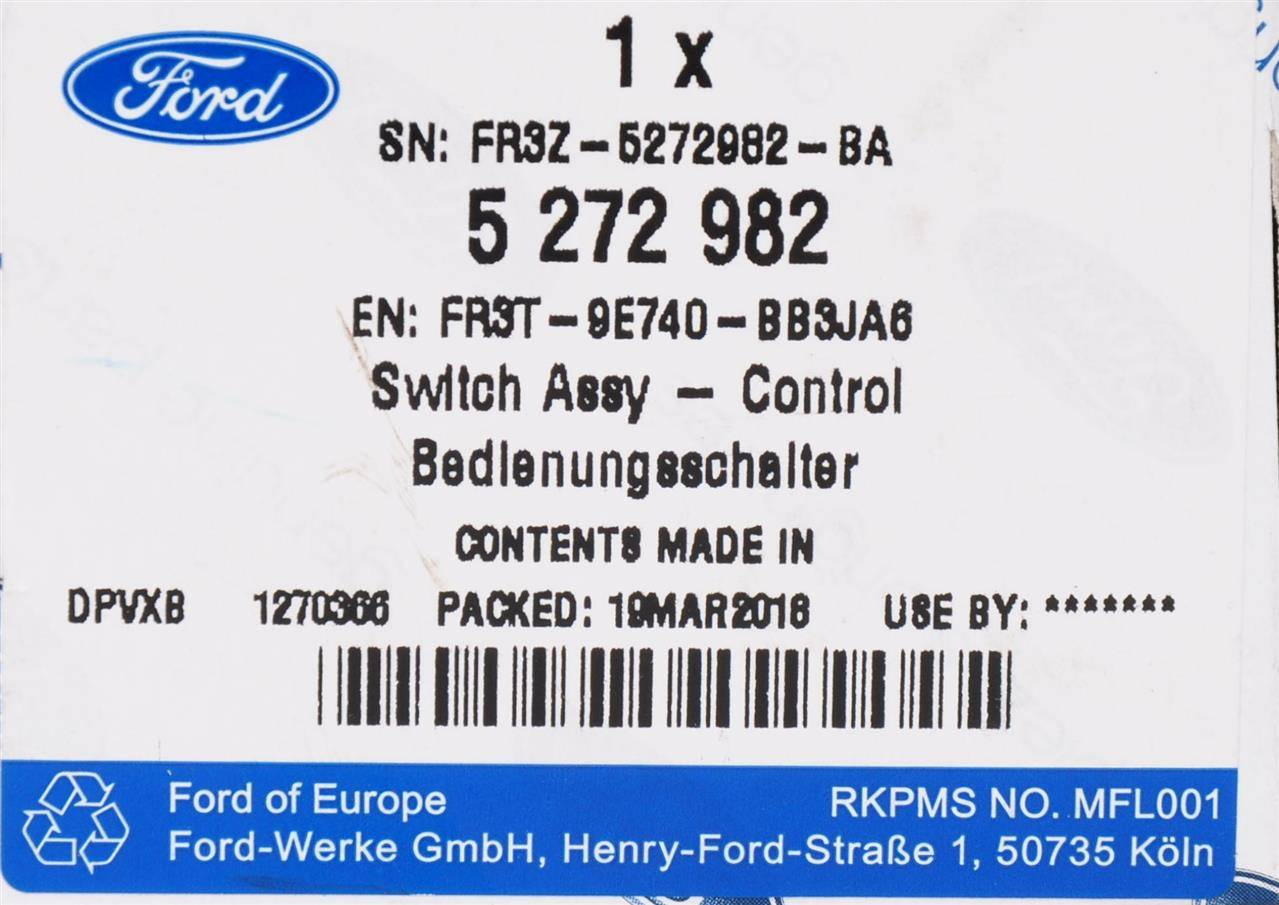 Ford
1 x
SN: FR3Z-5272982-BA
5 272 982
EN: FR3T-9E740-BB3JA6
Switch Assy - Control
Bedienungsschalter
CONTENTS MADE IN
DPVXB 1270366 PACKED: 19MAR2018 USE BY: *******
Ford of Europe RKPMS NO. MFL001
Ford-Werke GmbH, Henry-Ford-Straße 1, 50735 Köln